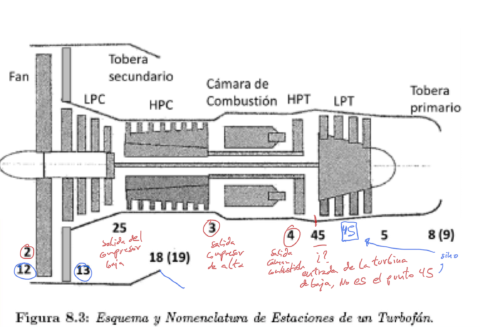 Tobera
secundario
Fan
LPC
HPC
Cámara de
Combustión
HPT
LPT
Tobera
primario
25
3
4
45
45
5
8 (9)
salida del
compresor
baja
salida
compresor
de alta
salida
cámara
combustión
¿?
entrada de la turbina
de baja, no es el punto 45
sino
2
12
13
18 (19)
Figura 8.3: Esquema y Nomenclatura de Estaciones de un Turbofán.